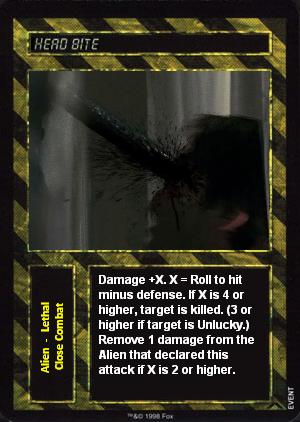 HEAD BITE
Alien - Lethal
Close Combat
Damage +X. X = Roll to hit
minus defense. If X is 4 or
higher, target is killed. (3 or
higher if target is Unlucky.)
Remove 1 damage from the
Alien that declared this
attack if X is 2 or higher.
EVENT
™&© 1998 Fox